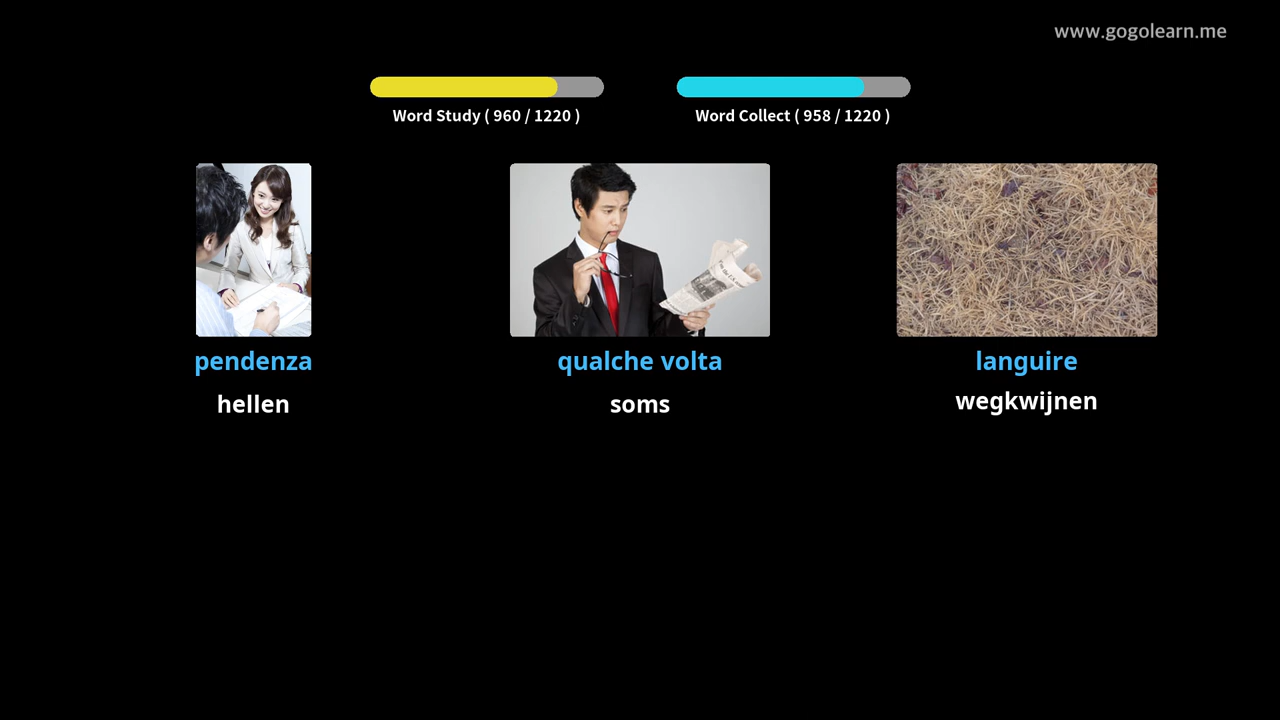 www.gogolearn.me
Word Study ( 960 / 1220 )
Word Collect ( 958 / 1220 )
pendenza
qualche volta
languire
hellen
soms
wegkwijnen